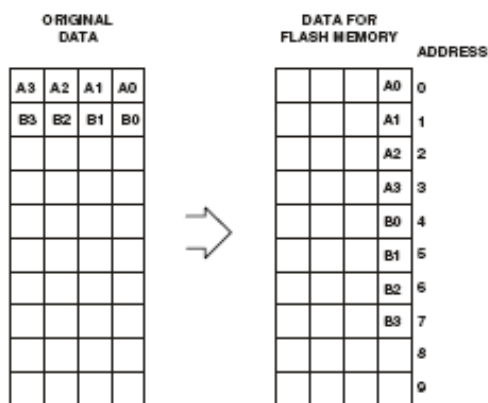 ORIGINAL
DATA
DATA FOR
FLASH MEMORY
ADDRESS
A3 A2 A1 A0
B3 B2 B1 B0
A0 0
A1 1
A2 2
A3 3
B0 4
B1 5
B2 6
B3 7
8
9